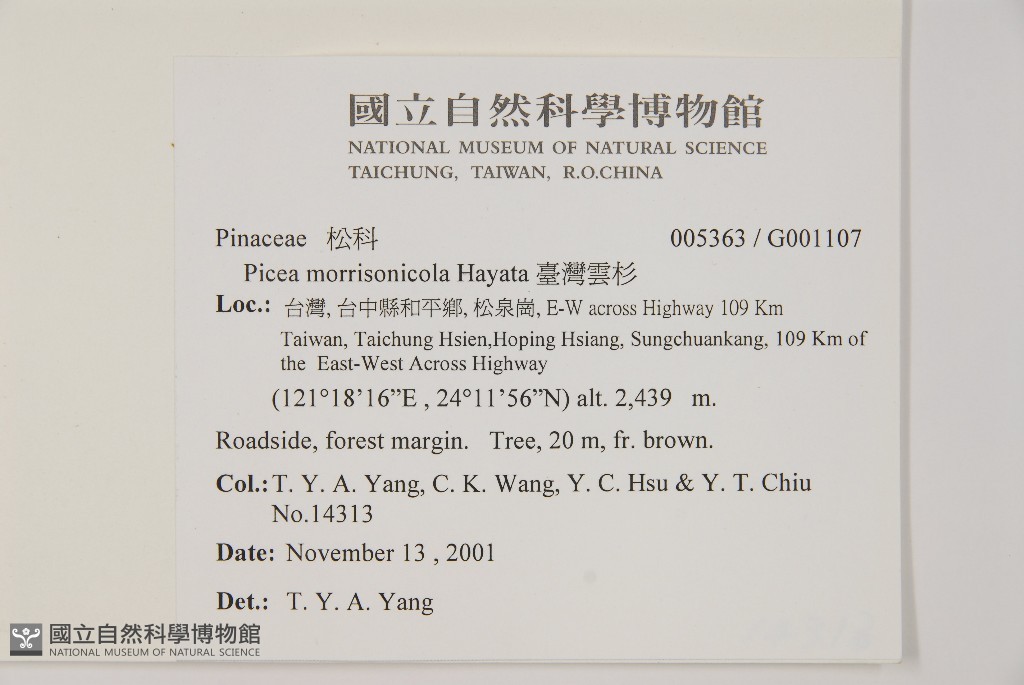 國立自然科學博物館
NATIONAL MUSEUM OF NATURAL SCIENCE
TAICHUNG, TAIWAN, R.O.CHINA
Pinaceae 松科 005363 / G001107
Picea morrisonicola Hayata 臺灣雲杉
Loc.: 台灣, 台中縣和平鄉, 松泉崗, E-W across Highway 109 Km
Taiwan, Taichung Hsien,Hoping Hsiang, Sungchuankang, 109 Km of
the East-West Across Highway
(121°18’16”E , 24°11’56”N) alt. 2,439 m.
Roadside, forest margin. Tree, 20 m, fr. brown.
Col.: T. Y. A. Yang, C. K. Wang, Y. C. Hsu & Y. T. Chiu
No.14313
Date: November 13 , 2001
Det.: T. Y. A. Yang
國立自然科學博物館
NATIONAL MUSEUM OF NATURAL SCIENCE